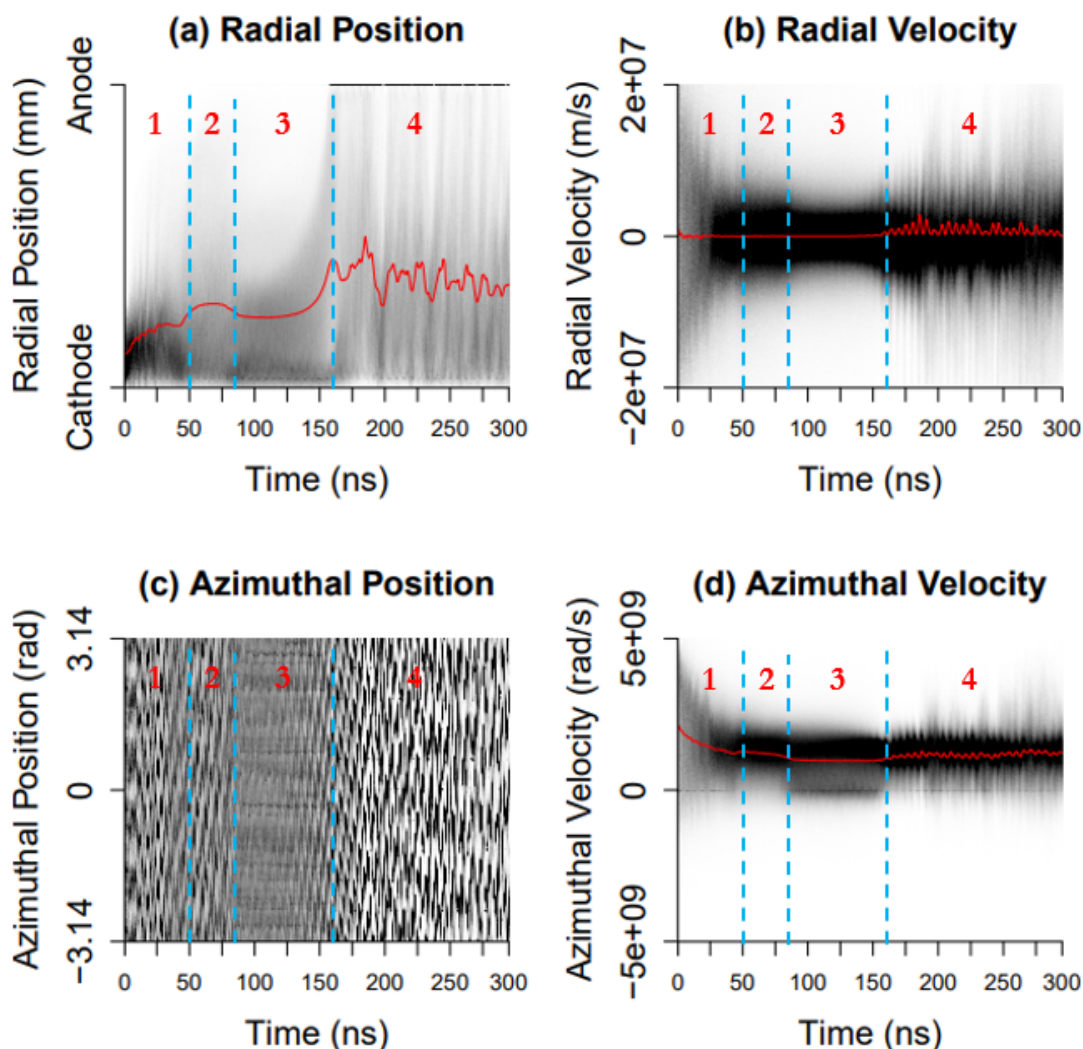 (a) Radial Position
Radial Position (mm)
Cathode
Anode
1 2 3 4
0 50 100 150 200 250 300
Time (ns)
(b) Radial Velocity
Radial Velocity (m/s)
−2e+07 0 2e+07
1 2 3 4
0 50 100 150 200 250 300
Time (ns)
(c) Azimuthal Position
Azimuthal Position (rad)
−3.14 0 3.14
1 2 3 4
0 50 100 150 200 250 300
Time (ns)
(d) Azimuthal Velocity
Azimuthal Velocity (rad/s)
−5e+09 0 5e+09
1 2 3 4
0 50 100 150 200 250 300
Time (ns)